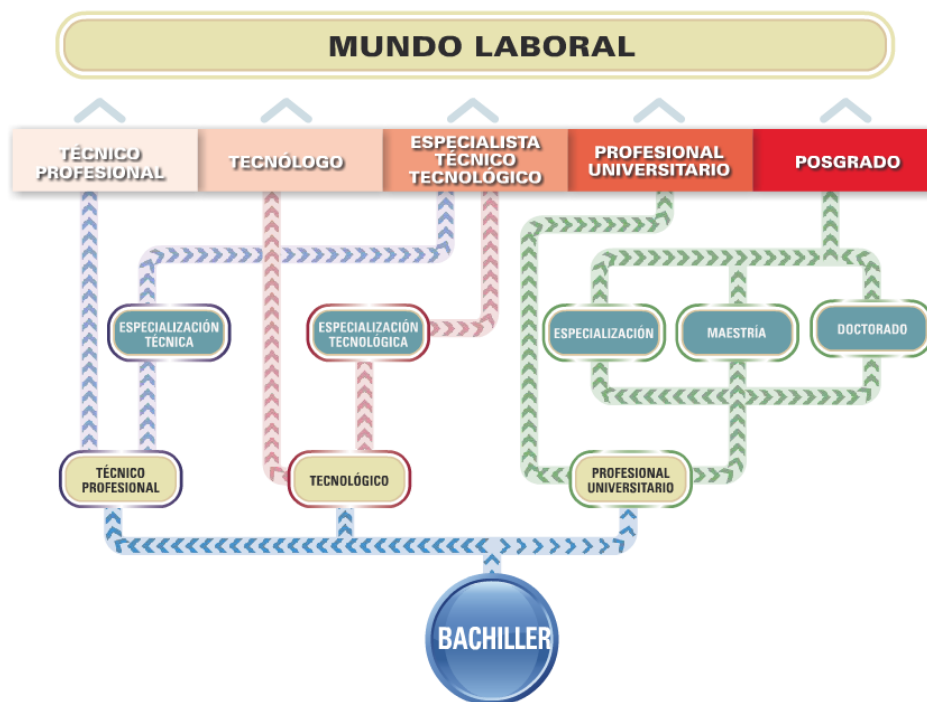 MUNDO LABORAL
TÉCNICO
PROFESIONAL
TECNÓLOGO
ESPECIALISTA
TÉCNICO
TECNOLÓGICO
PROFESIONAL
UNIVERSITARIO
POSGRADO
ESPECIALIZACIÓN
TÉCNICA
ESPECIALIZACIÓN
TECNOLÓGICA
ESPECIALIZACIÓN
MAESTRÍA
DOCTORADO
TÉCNICO
PROFESIONAL
TECNOLÓGICO
PROFESIONAL
UNIVERSITARIO
BACHILLER